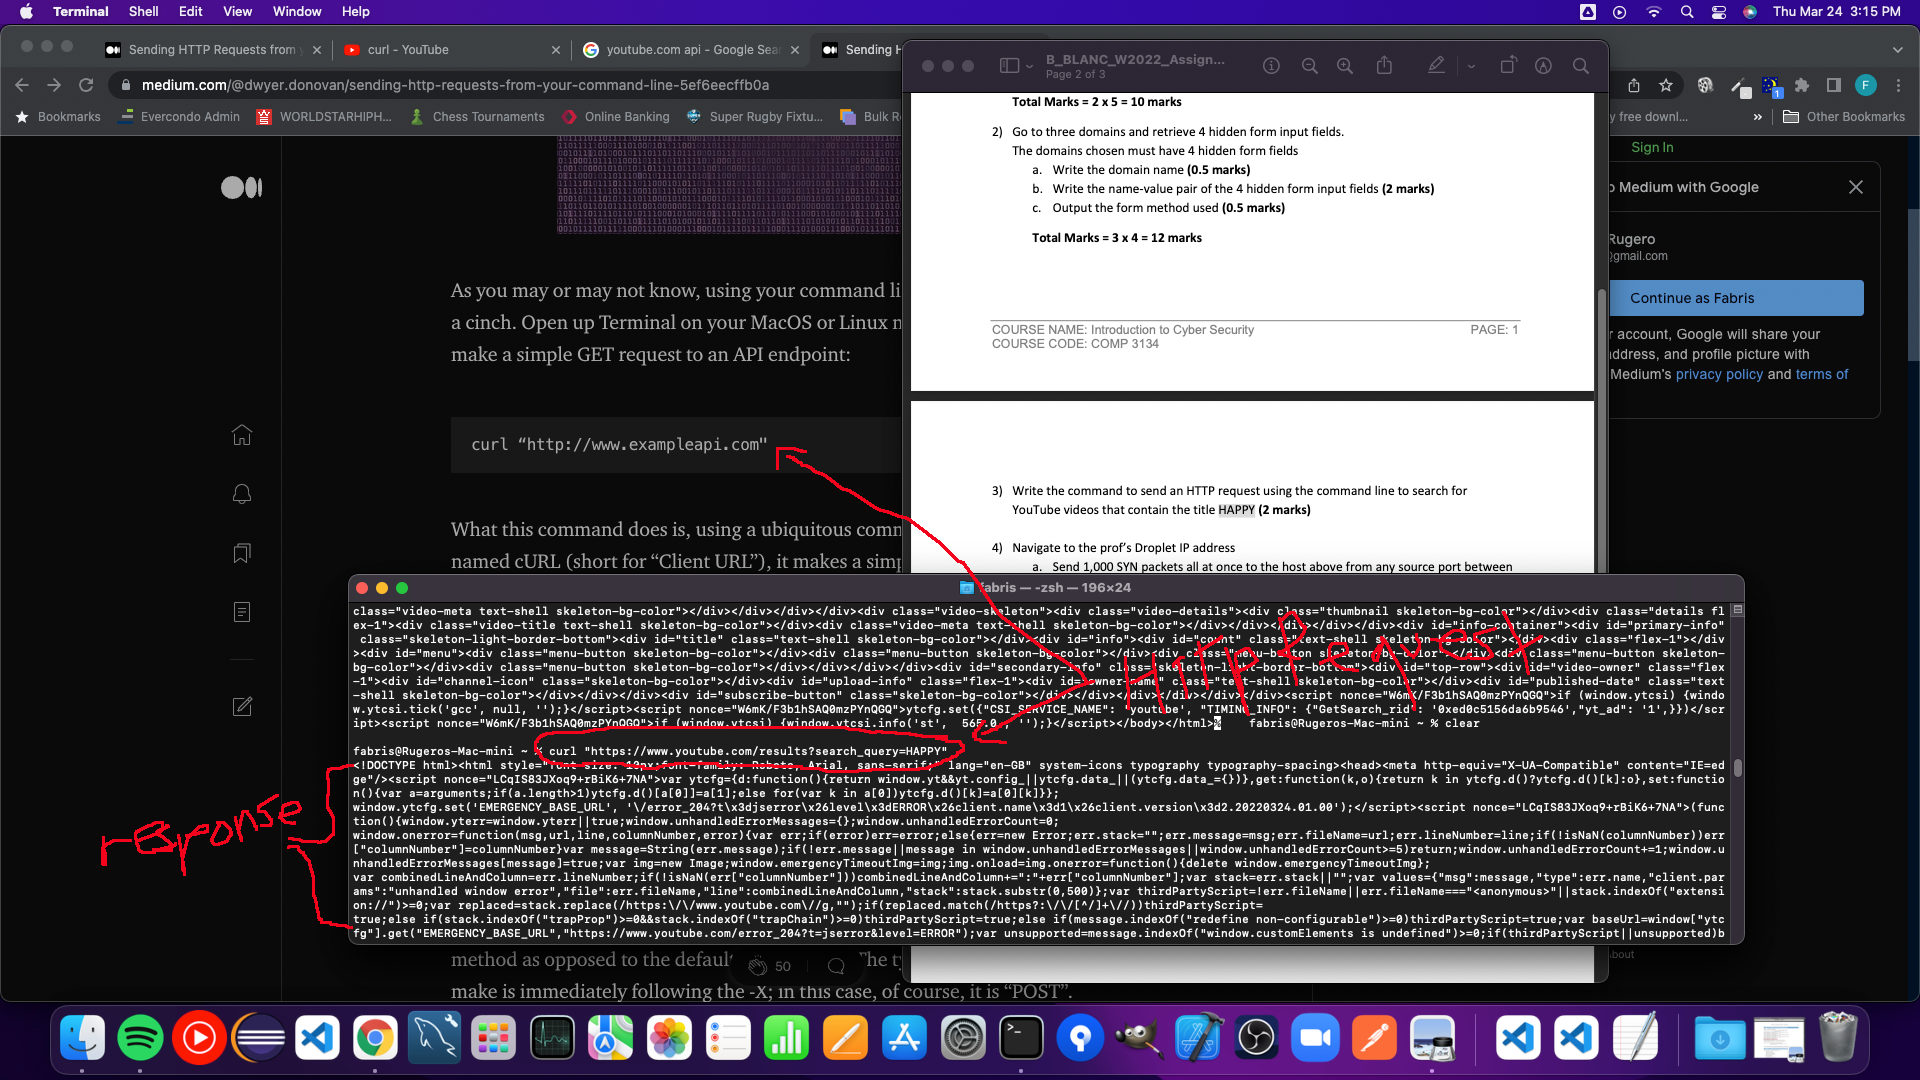 Terminal Shell Edit View Window Help
Thu Mar 24 3:15 PM
Sending HTTP Requests from
curl - YouTube
youtube.com api - Google Sear
Sending H
medium.com/@dwyer.donovan/sending-http-requests-from-your-command-line-5ef6eecffb0a
Bookmarks
Evercondo Admin
WORLDSTARHIPH...
Chess Tournaments
Online Banking
Super Rugby Fixtu...
Bulk R
y free downl...
»
Other Bookmarks
B_BLANC_W2022_Assign...
Page 2 of 3
Total Marks = 2 x 5 = 10 marks
2) Go to three domains and retrieve 4 hidden form input fields.
The domains chosen must have 4 hidden form fields
a. Write the domain name (0.5 marks)
b. Write the name-value pair of the 4 hidden form input fields (2 marks)
c. Output the form method used (0.5 marks)
Total Marks = 3 x 4 = 12 marks
COURSE NAME: Introduction to Cyber Security
PAGE: 1
COURSE CODE: COMP 3134
3) Write the command to send an HTTP request using the command line to search for
YouTube videos that contain the title HAPPY (2 marks)
4) Navigate to the prof's Droplet IP address
a. Send 1,000 SYN packets all at once to the host above from any source port between
Sign In
o Medium with Google
Rugero
@gmail.com
Continue as Fabris
r account, Google will share your
ddress, and profile picture with
Medium's privacy policy and terms of
As you may or may not know, using your command li
a cinch. Open up Terminal on your MacOS or Linux m
make a simple GET request to an API endpoint:
curl “http://www.exampleapi.com"
What this command does is, using a ubiquitous comm
named cURL (short for “Client URL”), it makes a simp
fabris — -zsh — 196×24
class="video-meta text-shell skeleton-bg-color"></div></div></div></div><div class="video-skeleton"><div class="video-details"><div class="thumbnail skeleton-bg-color"></div><div class="details fl
ex-1"><div class="video-title text-shell skeleton-bg-color"></div><div class="video-meta text-shell skeleton-bg-color"></div></div></div></div></div><div id="info-container"><div id="primary-info"
class="skeleton-light-border-bottom"><div id="title" class="text-shell skeleton-bg-color"></div><div id="info"><div id="count" class="text-shell skeleton-bg-color"></div><div class="flex-1"></div>
<div id="menu"><div class="menu-button skeleton-bg-color"></div><div class="menu-button skeleton-bg-color"></div><div class="menu-button skeleton-bg-color"></div><div class="menu-button skeleton-
bg-color"></div><div class="menu-button skeleton-bg-color"></div></div></div></div><div id="secondary-info" class="skeleton-light-border-bottom"><div id="top-row"><div id="video-owner" class="flex
-1"><div id="channel-icon" class="skeleton-bg-color"></div><div id="upload-info" class="flex-1"><div id="owner-name" class="text-shell skeleton-bg-color"></div><div id="published-date" class="text
-shell skeleton-bg-color"></div></div></div><div id="subscribe-button" class="skeleton-bg-color"></div></div></div></div></div></div><script nonce="W6mK/F3b1hSAQ0mzPYnQGQ">if (window.ytcsi) {windo
w.ytcsi.tick('gcc', null, '');}</script><script nonce="W6mK/F3b1hSAQ0mzPYnQGQ">ytcfg.set({"CSI_SERVICE_NAME": 'youtube', "TIMING_INFO": {"GetSearch_rid": '0xed0c5156da6b9546',"yt_ad": '1',}})</scr
ipt><script nonce="W6mK/F3b1hSAQ0mzPYnQGQ">if (window.ytcsi) {window.ytcsi.info('st', 565.0, '');}</script></body></html>% fabris@Rugeros-Mac-mini ~ % clear
fabris@Rugeros-Mac-mini ~ % curl "https://www.youtube.com/results?search_query=HAPPY"
<!DOCTYPE html><html style="font-size: 10px;font-family: Roboto, Arial, sans-serif;" lang="en-GB" system-icons typography typography-spacing><head><meta http-equiv="X-UA-Compatible" content="IE=ed
ge"/><script nonce="LCqIS83JXoq9+rBiK6+7NA">var ytcfg={d:function(){return window.yt&&yt.config_||ytcfg.data_||(ytcfg.data_={})},get:function(k,o){return k in ytcfg.d()?ytcfg.d()[k]:o},set:functio
n(){var a=arguments;if(a.length>1)ytcfg.d()[a[0]]=a[1];else for(var k in a[0])ytcfg.d()[k]=a[0][k]}};
window.ytcfg.set('EMERGENCY_BASE_URL', '\/error_204?t\x3djserror\x26level\x3dERROR\x26client.name\x3d1\x26client.version\x3d2.20220324.01.00');</script><script nonce="LCqIS83JXoq9+rBiK6+7NA">(func
tion(){window.yterr=window.yterr||true;window.unhandledErrorMessages={};window.unhandledErrorCount=0;
window.onerror=function(msg,url,line,columnNumber,error){var err;if(error)err=error;else{err=new Error;err.stack="";err.message=msg;err.fileName=url;err.lineNumber=line;if(!isNaN(columnNumber))err
["columnNumber"]=columnNumber}var message=String(err.message);if(!err.message||message in window.unhandledErrorMessages||window.unhandledErrorCount>=5)return;window.unhandledErrorCount+=1;window.u
nhandledErrorMessages[message]=true;var img=new Image;window.emergencyTimeoutImg=img;img.onload=img.onerror=function(){delete window.emergencyTimeoutImg};
var combinedLineAndColumn=err.lineNumber;if(!isNaN(err["columnNumber"]))combinedLineAndColumn+=":"+err["columnNumber"];var stack=err.stack||"";var values={"msg":message,"type":err.name,"client.par
ams":"unhandled window error","file":err.fileName,"line":combinedLineAndColumn,"stack":stack.substr(0,500)};var thirdPartyScript=!err.fileName||err.fileName==="<anonymous>"||stack.indexOf("extensi
on://")>=0;var replaced=stack.replace(/https:\/\/www.youtube.com\//g,"");if(replaced.match(/https?:\/\/[^/]+\//))thirdPartyScript=
true;else if(stack.indexOf("trapProp")>=0&&stack.indexOf("trapChain")>=0)thirdPartyScript=true;else if(message.indexOf("redefine non-configurable")>=0)thirdPartyScript=true;var baseUrl=window["ytc
fg"].get("EMERGENCY_BASE_URL","https://www.youtube.com/error_204?t=jserror&level=ERROR");var unsupported=message.indexOf("window.customElements is undefined")>=0;if(thirdPartyScript||unsupported)b
Http Request
response
method as opposed to the default
50
The ty
About
make is immediately following the -X; in this case, of course, it is “POST”.